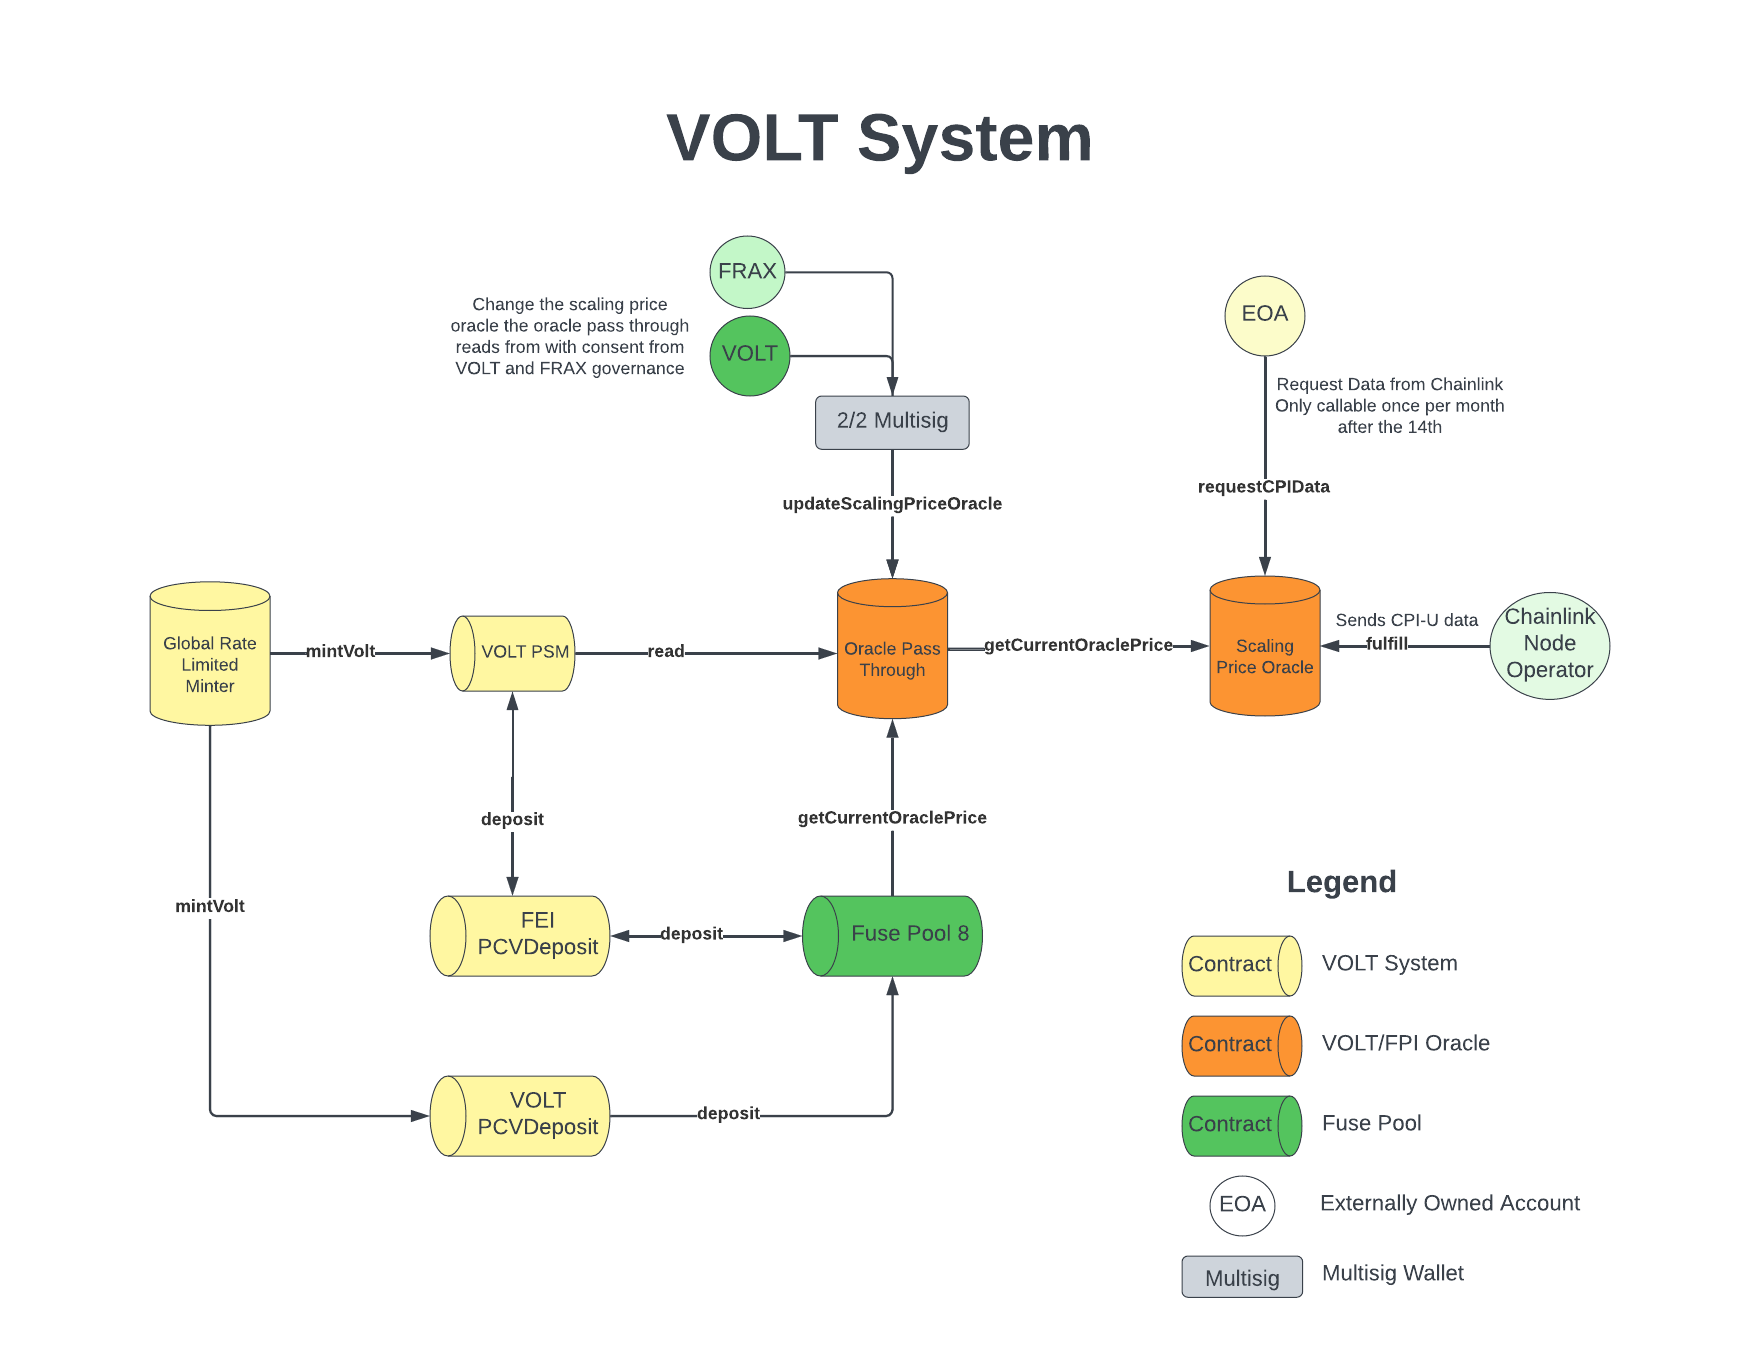 VOLT System
FRAX
Change the scaling price
oracle the oracle pass through
reads from with consent from
VOLT and FRAX governance
VOLT
2/2 Multisig
updateScalingPriceOracle
EOA
Request Data from Chainlink
Only callable once per month
after the 14th
requestCPIData
Global Rate
Limited
Minter
mintVolt
VOLT PSM
read
Oracle Pass
Through
getCurrentOraclePrice
Scaling
Price Oracle
Sends CPI-U data
fulfill
Chainlink
Node
Operator
deposit
getCurrentOraclePrice
mintVolt
FEI
PCVDeposit
deposit
Fuse Pool 8
VOLT
PCVDeposit
deposit
Legend
Contract
VOLT System
Contract
VOLT/FPI Oracle
Contract
Fuse Pool
EOA
Externally Owned Account
Multisig
Multisig Wallet